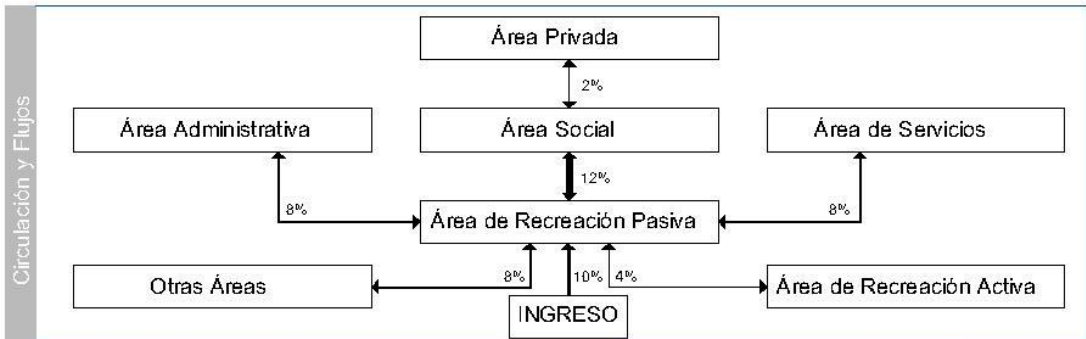 Circulación y Flujos
Área Privada
2%
Área Administrativa
Área Social
Área de Servicios
12%
8%
Área de Recreación Pasiva
8%
8%
10%
4%
Otras Áreas
Área de Recreación Activa
INGRESO